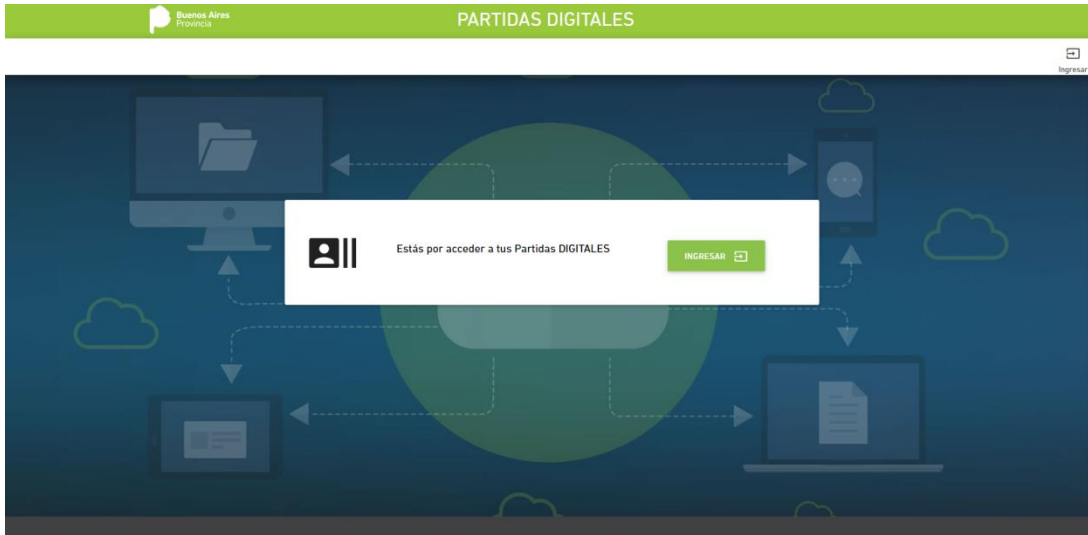 Buenos Aires
Provincia
PARTIDAS DIGITALES
Ingresar
Estás por acceder a tus Partidas DIGITALES
INGRESAR